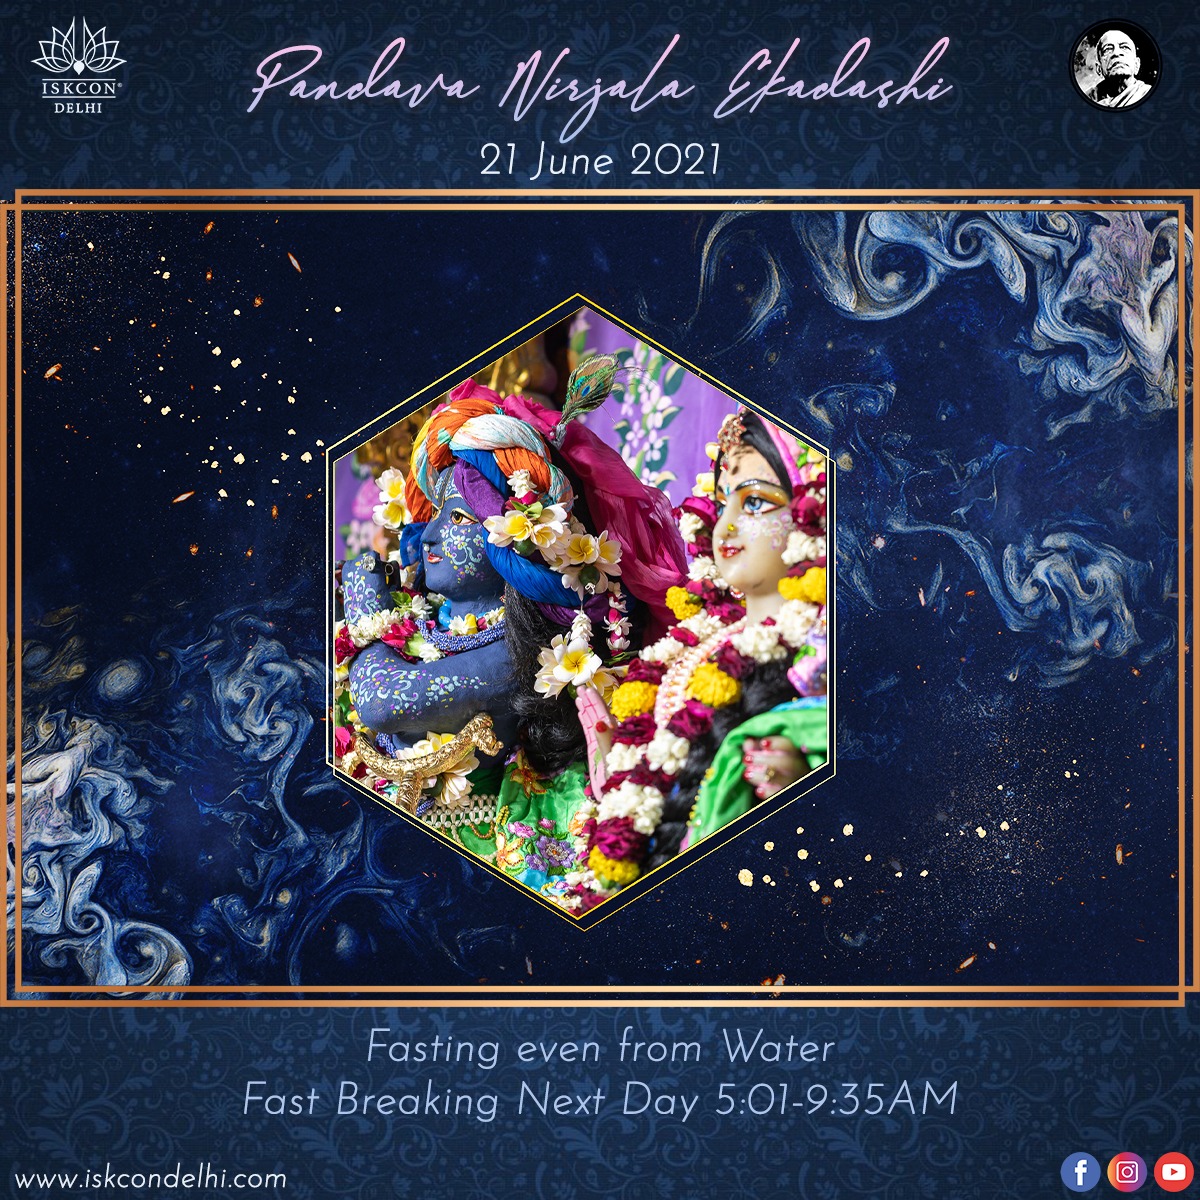 ISKCON®
DELHI
Pandava Nirjala Ekadashi
21 June 2021
Fasting even from Water
Fast Breaking Next Day 5:01-9:35AM
www.iskcondelhi.com